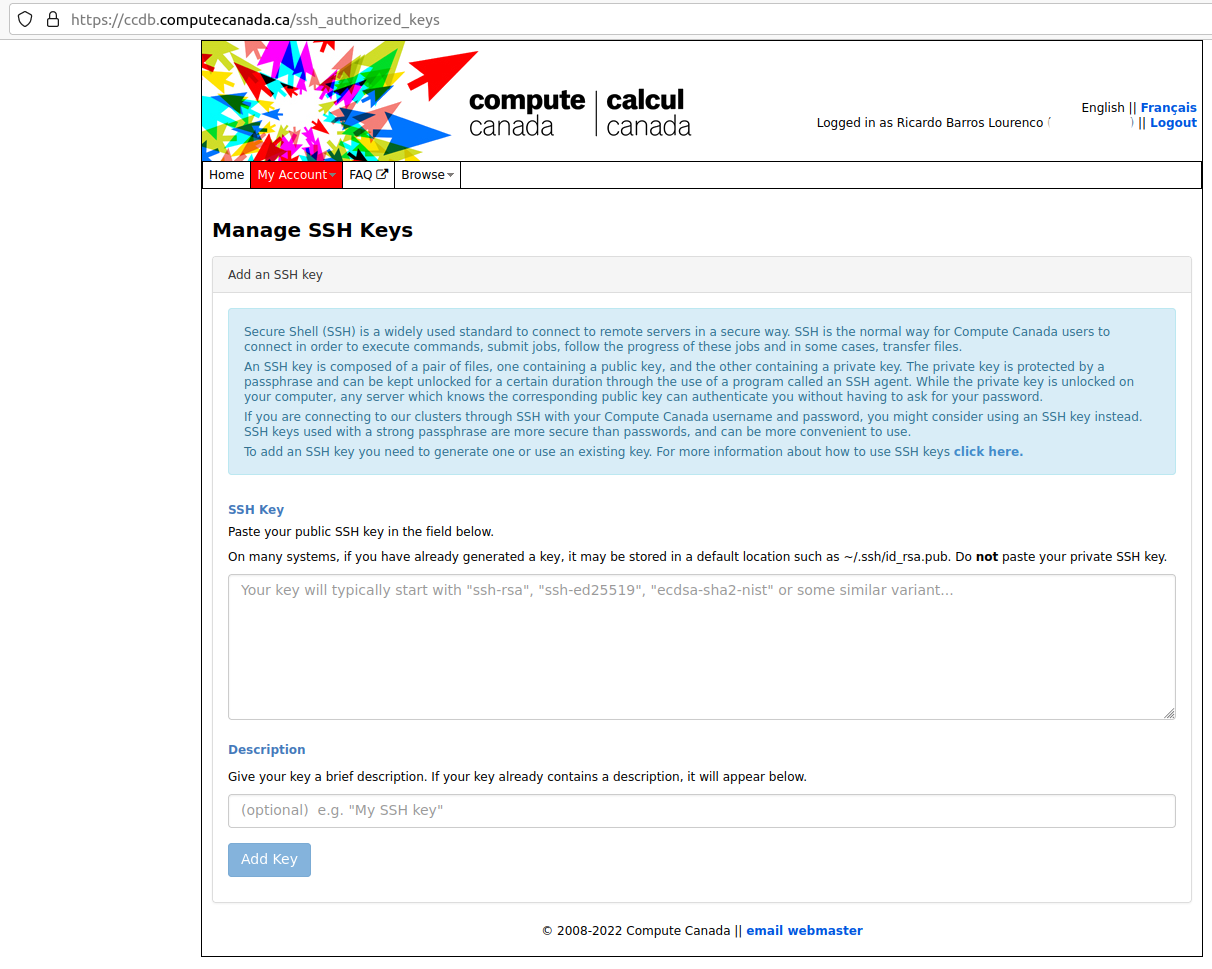 https://ccdb.computecanada.ca/ssh_authorized_keys
compute calcul
canada canada
English || Français
Logged in as Ricardo Barros Lourenco ( ) || Logout
Home My Account FAQ Browse
Manage SSH Keys
Add an SSH key
Secure Shell (SSH) is a widely used standard to connect to remote servers in a secure way. SSH is the normal way for Compute Canada users to
connect in order to execute commands, submit jobs, follow the progress of these jobs and in some cases, transfer files.
An SSH key is composed of a pair of files, one containing a public key, and the other containing a private key. The private key is protected by a
passphrase and can be kept unlocked for a certain duration through the use of a program called an SSH agent. While the private key is unlocked on
your computer, any server which knows the corresponding public key can authenticate you without having to ask for your password.
If you are connecting to our clusters through SSH with your Compute Canada username and password, you might consider using an SSH key instead.
SSH keys used with a strong passphrase are more secure than passwords, and can be more convenient to use.
To add an SSH key you need to generate one or use an existing key. For more information about how to use SSH keys click here.
SSH Key
Paste your public SSH key in the field below.
On many systems, if you have already generated a key, it may be stored in a default location such as ~/.ssh/id_rsa.pub. Do not paste your private SSH key.
Your key will typically start with "ssh-rsa", "ssh-ed25519", "ecdsa-sha2-nist" or some similar variant...
Description
Give your key a brief description. If your key already contains a description, it will appear below.
(optional) e.g. "My SSH key"
Add Key
© 2008-2022 Compute Canada || email webmaster